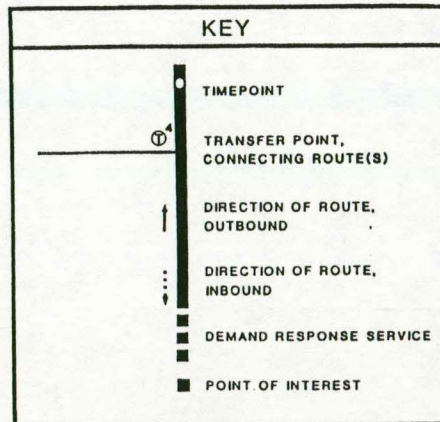 KEY
TIMEPOINT
T 4
TRANSFER POINT,
CONNECTING ROUTE(S)
DIRECTION OF ROUTE,
OUTBOUND
DIRECTION OF ROUTE,
INBOUND
DEMAND RESPONSE SERVICE
POINT OF INTEREST